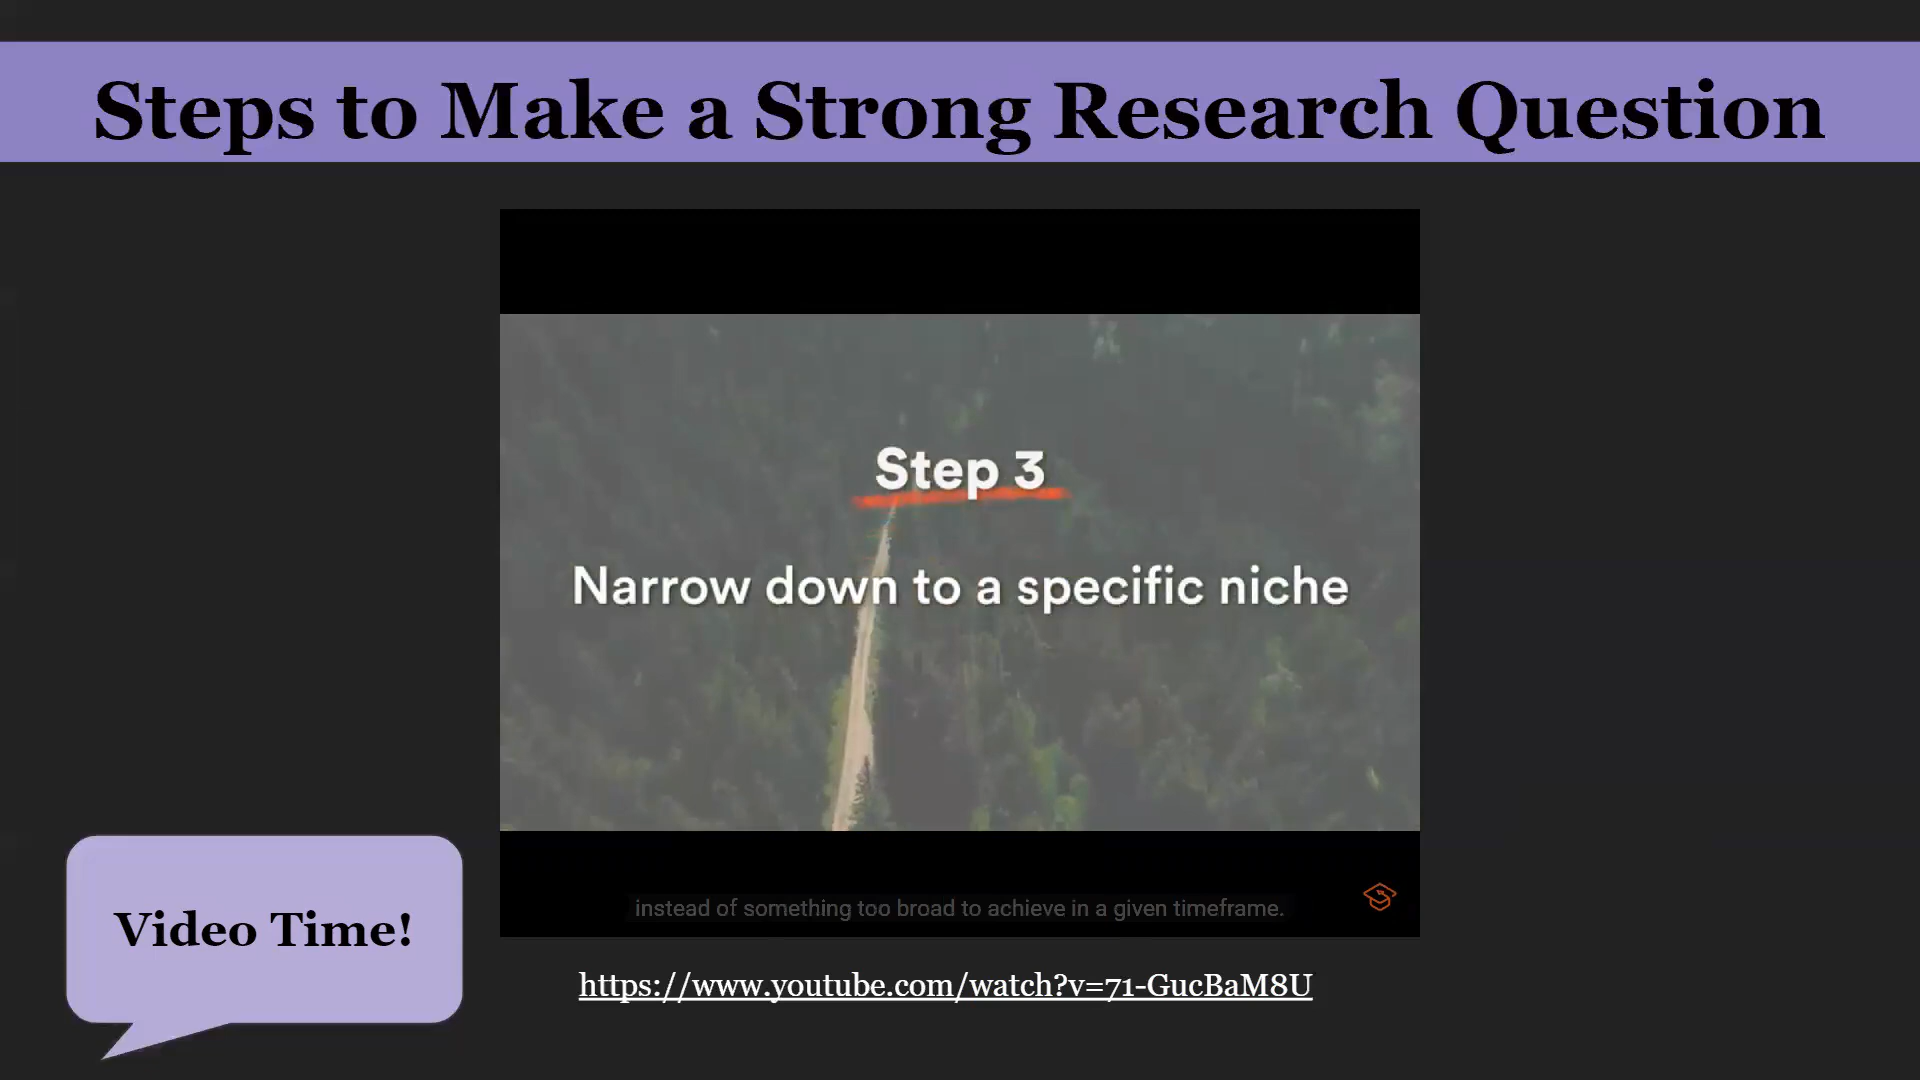 Steps to Make a Strong Research Question
Step 3
Narrow down to a specific niche
instead of something too broad to achieve in a given timeframe.
Video Time!
https://www.youtube.com/watch?v=71-GucBaM8U